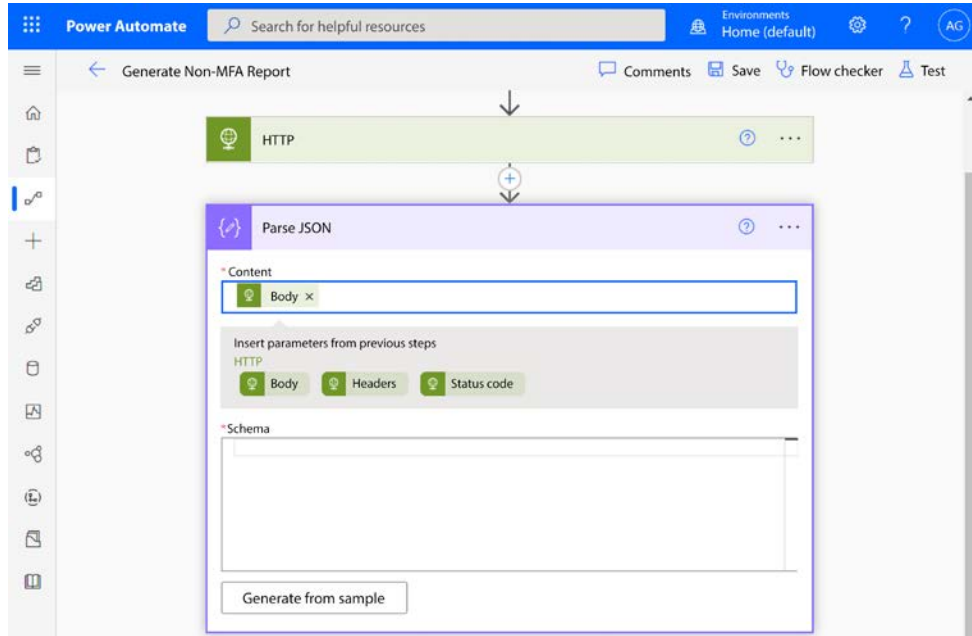 Power Automate
Search for helpful resources
Environments
Home (default)
?
AG
Generate Non-MFA Report
Comments
Save
Flow checker
Test
HTTP
?
...
Parse JSON
?
...
* Content
Body ×
Insert parameters from previous steps
HTTP
Body Headers Status code
*Schema
Generate from sample